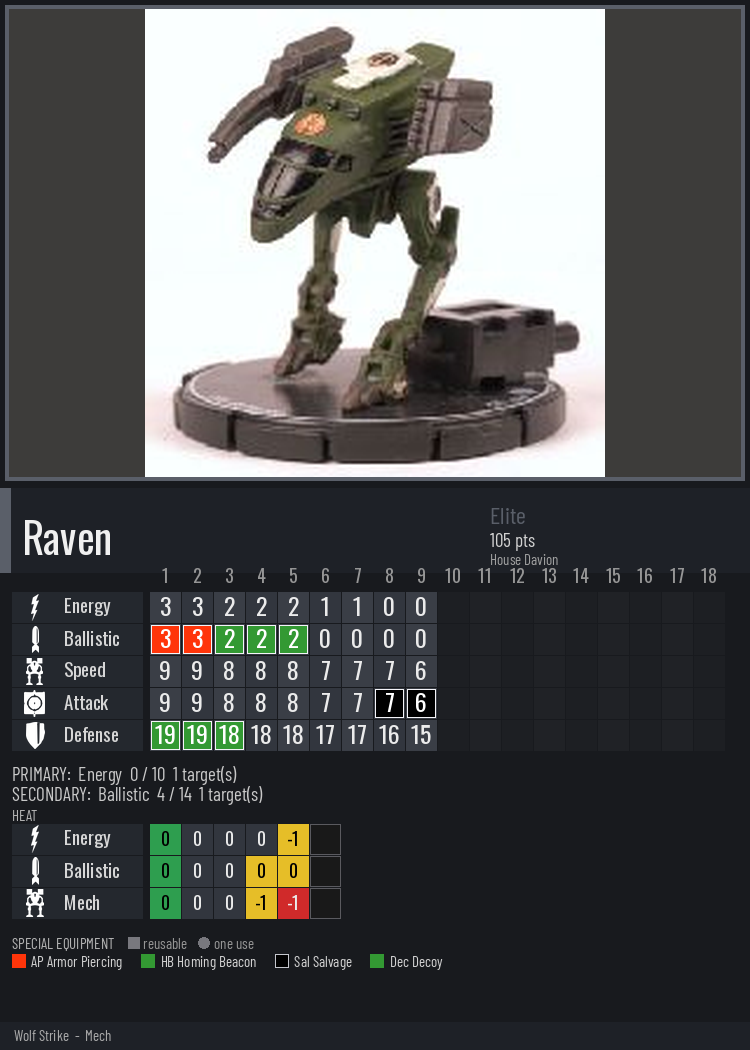 Raven
Elite
105 pts
House Davion
1 2 3 4 5 6 7 8 9 10 11 12 13 14 15 16 17 18
Energy 3 3 2 2 2 1 1 0 0
Ballistic 3 3 2 2 2 0 0 0 0
Speed 9 9 8 8 8 7 7 7 6
Attack 9 9 8 8 8 7 7 7 6
Defense 19 19 18 18 18 17 17 16 15
PRIMARY: Energy 0 / 10 1 target(s)
SECONDARY: Ballistic 4 / 14 1 target(s)
HEAT
Energy 0 0 0 0 -1
Ballistic 0 0 0 0 0
Mech 0 0 0 -1 -1
SPECIAL EQUIPMENT reusable one use
AP Armor Piercing HB Homing Beacon Sal Salvage Dec Decoy
Wolf Strike - Mech